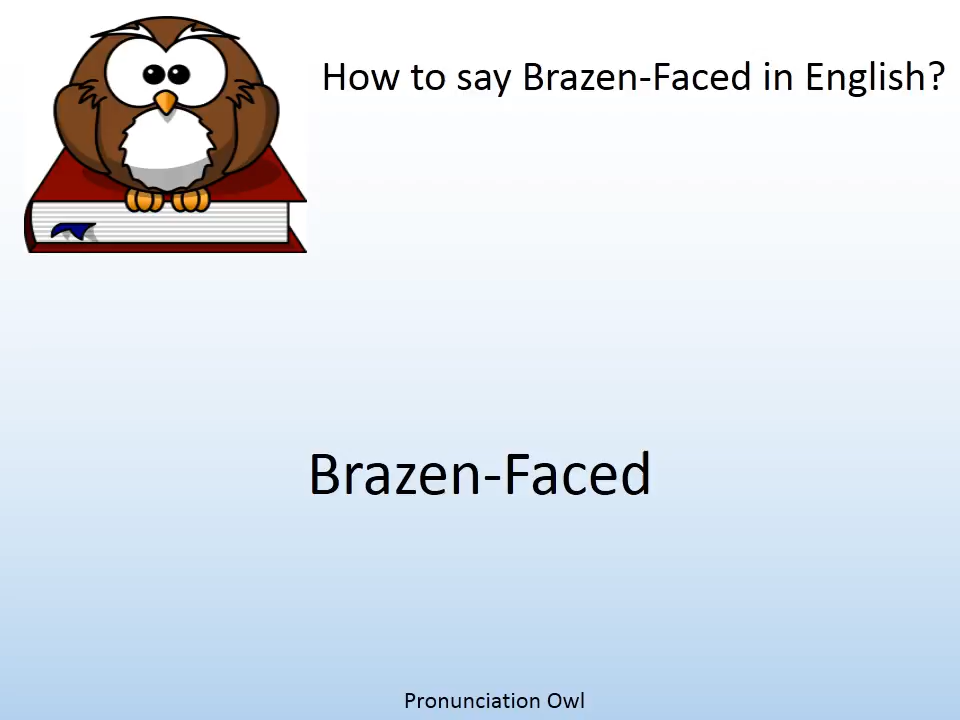 How to say Brazen-Faced in English?
Brazen-Faced
Pronunciation Owl